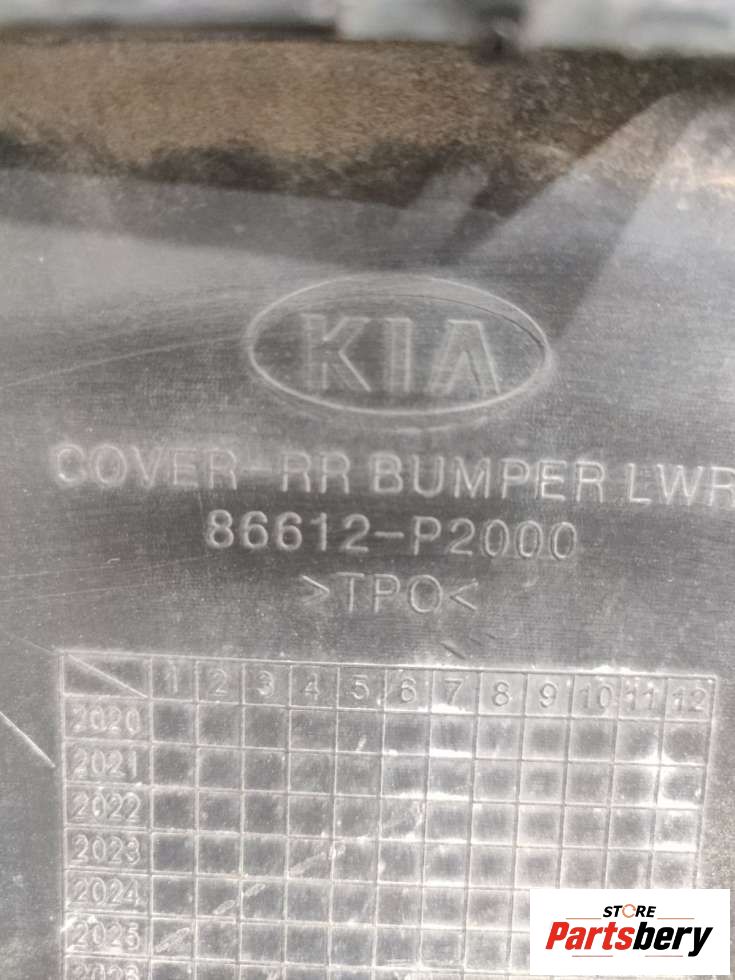 KIA
COVER-RR BUMPER LWR
86612-P2000
>TPO<
1 2 3 4 5 6 7 8 9 10 11 12
2020
2021
2022
2023
2024
2025
2026
STORE
Partsbery